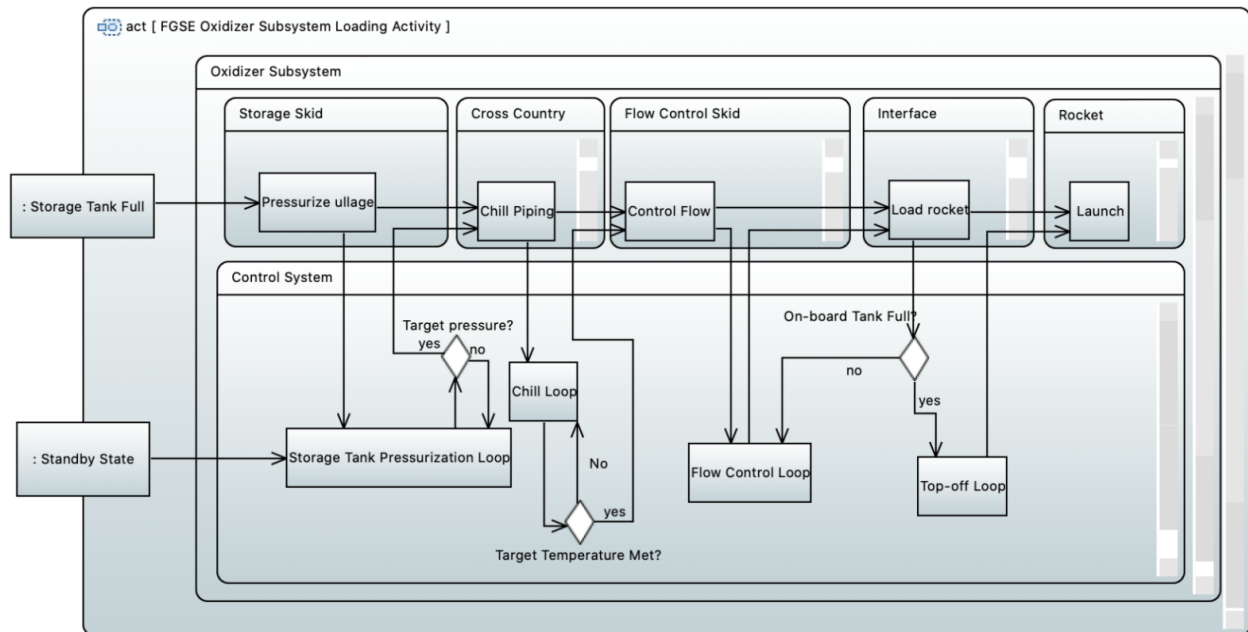 act [ FGSE Oxidizer Subsystem Loading Activity ]
Oxidizer Subsystem
Storage Skid
Cross Country
Flow Control Skid
Interface
Rocket
: Storage Tank Full
Pressurize ullage
Chill Piping
Control Flow
Load rocket
Launch
Control System
Target pressure?
yes
no
On-board Tank Full?
no
yes
Chill Loop
: Standby State
Storage Tank Pressurization Loop
No
yes
Target Temperature Met?
Flow Control Loop
Top-off Loop